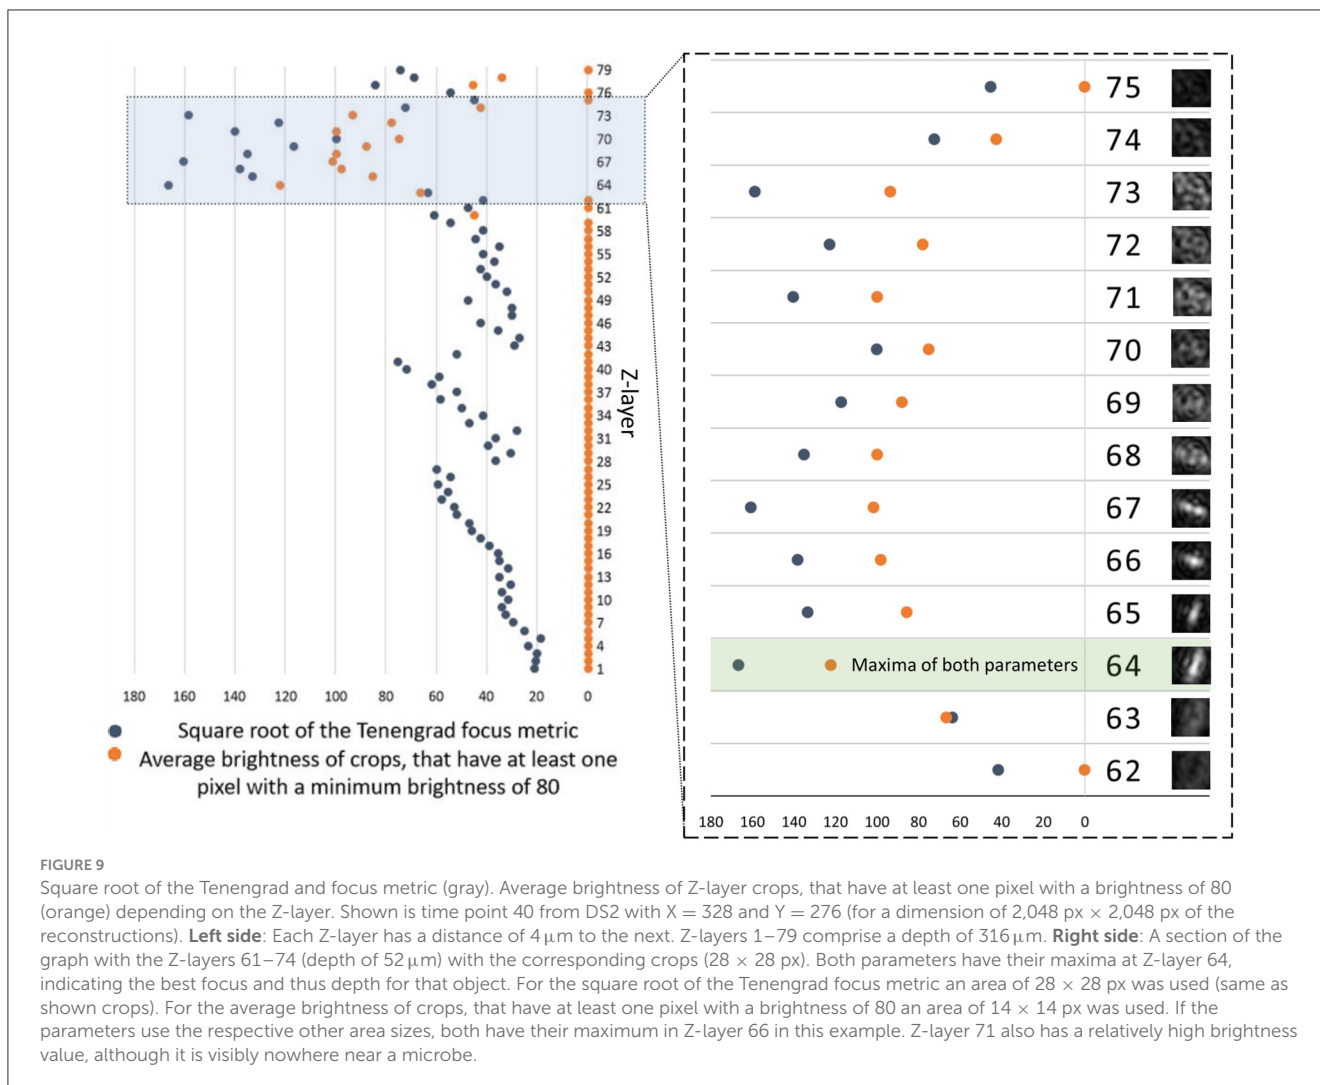 79
76
73
70
67
64
61
58
55
52
49
46
43
40
37
34
31
28
25
22
19
16
13
10
7
4
1
Z-layer
180 160 140 120 100 80 60 40 20 0
Square root of the Tenengrad focus metric
Average brightness of crops, that have at least one
pixel with a minimum brightness of 80
75
74
73
72
71
70
69
68
67
66
65
Maxima of both parameters 64
63
62
180 160 140 120 100 80 60 40 20 0
FIGURE 9
Square root of the Tenengrad and focus metric (gray). Average brightness of Z-layer crops, that have at least one pixel with a brightness of 80
(orange) depending on the Z-layer. Shown is time point 40 from DS2 with X = 328 and Y = 276 (for a dimension of 2,048 px × 2,048 px of the
reconstructions). Left side: Each Z-layer has a distance of 4 μm to the next. Z-layers 1–79 comprise a depth of 316 μm. Right side: A section of the
graph with the Z-layers 61–74 (depth of 52 μm) with the corresponding crops (28 × 28 px). Both parameters have their maxima at Z-layer 64,
indicating the best focus and thus depth for that object. For the square root of the Tenengrad focus metric an area of 28 × 28 px was used (same as
shown crops). For the average brightness of crops, that have at least one pixel with a brightness of 80 an area of 14 × 14 px was used. If the
parameters use the respective other area sizes, both have their maximum in Z-layer 66 in this example. Z-layer 71 also has a relatively high brightness
value, although it is visibly nowhere near a microbe.